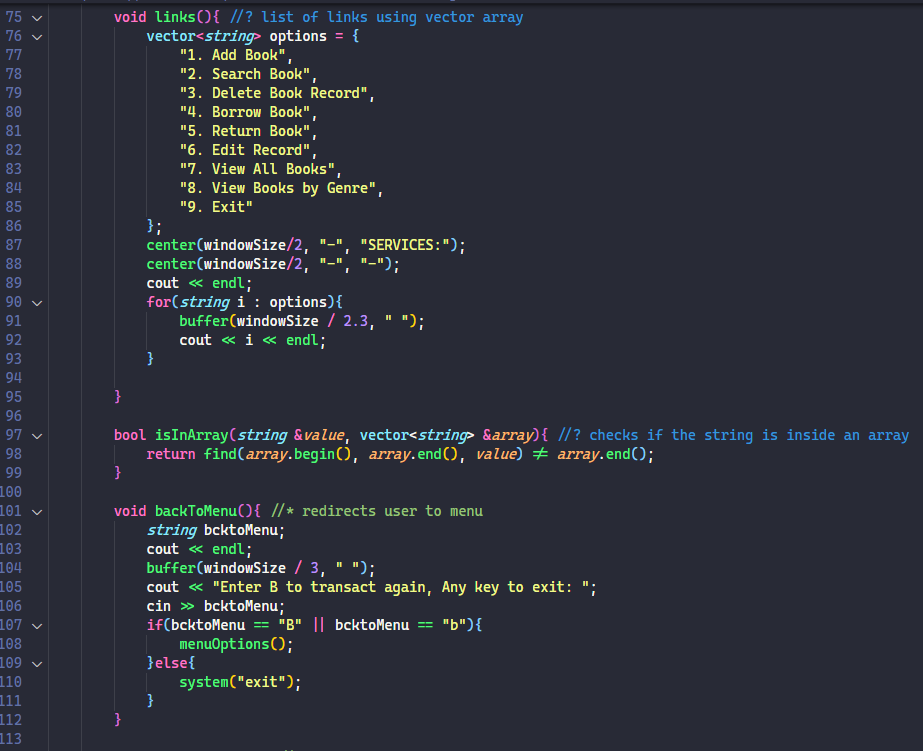 75 void links(){ //? list of links using vector array
76 vector<string> options = {
77 "1. Add Book",
78 "2. Search Book",
79 "3. Delete Book Record",
80 "4. Borrow Book",
81 "5. Return Book",
82 "6. Edit Record",
83 "7. View All Books",
84 "8. View Books by Genre",
85 "9. Exit"
86 };
87 center(windowSize/2, "-", "SERVICES:");
88 center(windowSize/2, "-", "-");
89 cout << endl;
90 for(string i : options){
91 buffer(windowSize / 2.3, " ");
92 cout << i << endl;
93 }
94
95 }
96
97 bool isInArray(string &value, vector<string> &array){ //? checks if the string is inside an array
98 return find(array.begin(), array.end(), value) != array.end();
99 }
100
101 void backToMenu(){ //* redirects user to menu
102 string bcktoMenu;
103 cout << endl;
104 buffer(windowSize / 3, " ");
105 cout << "Enter B to transact again, Any key to exit: ";
106 cin >> bcktoMenu;
107 if(bcktoMenu == "B" || bcktoMenu == "b"){
108 menuOptions();
109 }else{
110 system("exit");
111 }
112 }
113